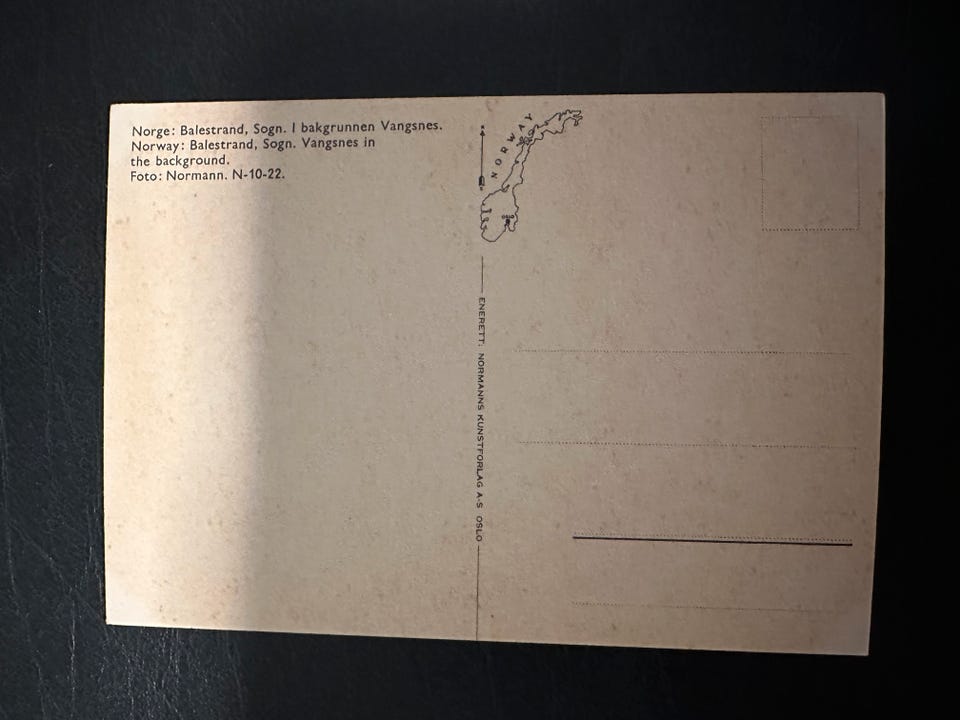 Norge: Balestrand, Sogn. I bakgrunnen Vangsnes.
Norway: Balestrand, Sogn. Vangsnes in
the background.
Foto: Normann. N-10-22.
NORWAY
ENERETT: NORMANNS KUNSTFORLAG A-S OSLO